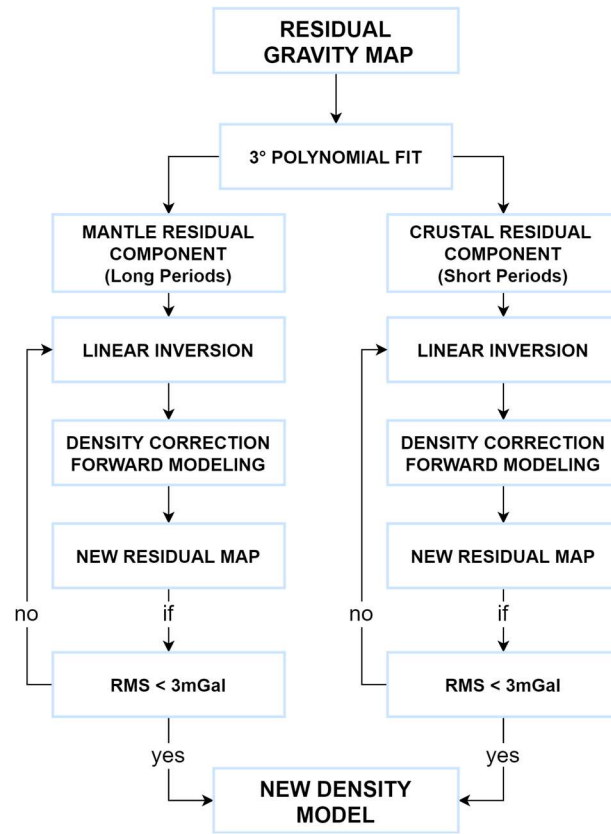 RESIDUAL
GRAVITY MAP
3° POLYNOMIAL FIT
MANTLE RESIDUAL
COMPONENT
(Long Periods)
LINEAR INVERSION
DENSITY CORRECTION
FORWARD MODELING
NEW RESIDUAL MAP
no
if
RMS < 3mGal
yes
CRUSTAL RESIDUAL
COMPONENT
(Short Periods)
LINEAR INVERSION
DENSITY CORRECTION
FORWARD MODELING
NEW RESIDUAL MAP
no
if
RMS < 3mGal
yes
NEW DENSITY
MODEL